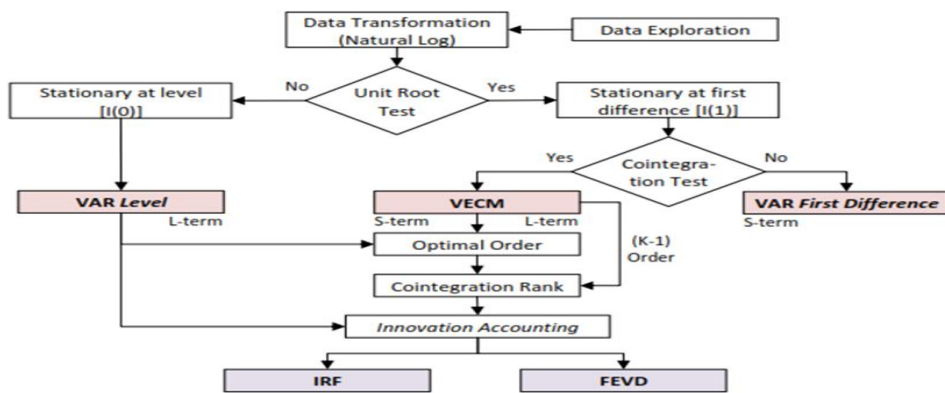 Data Transformation
(Natural Log)
Data Exploration
No
Unit Root
Test
Yes
Stationary at level
[I(0)]
Stationary at first
difference [I(1)]
Yes
Cointegra-
tion Test
No
VAR Level
VECM
VAR First Difference
L-term
S-term
L-term
S-term
Optimal Order
(K-1)
Order
Cointegration Rank
Innovation Accounting
IRF
FEVD